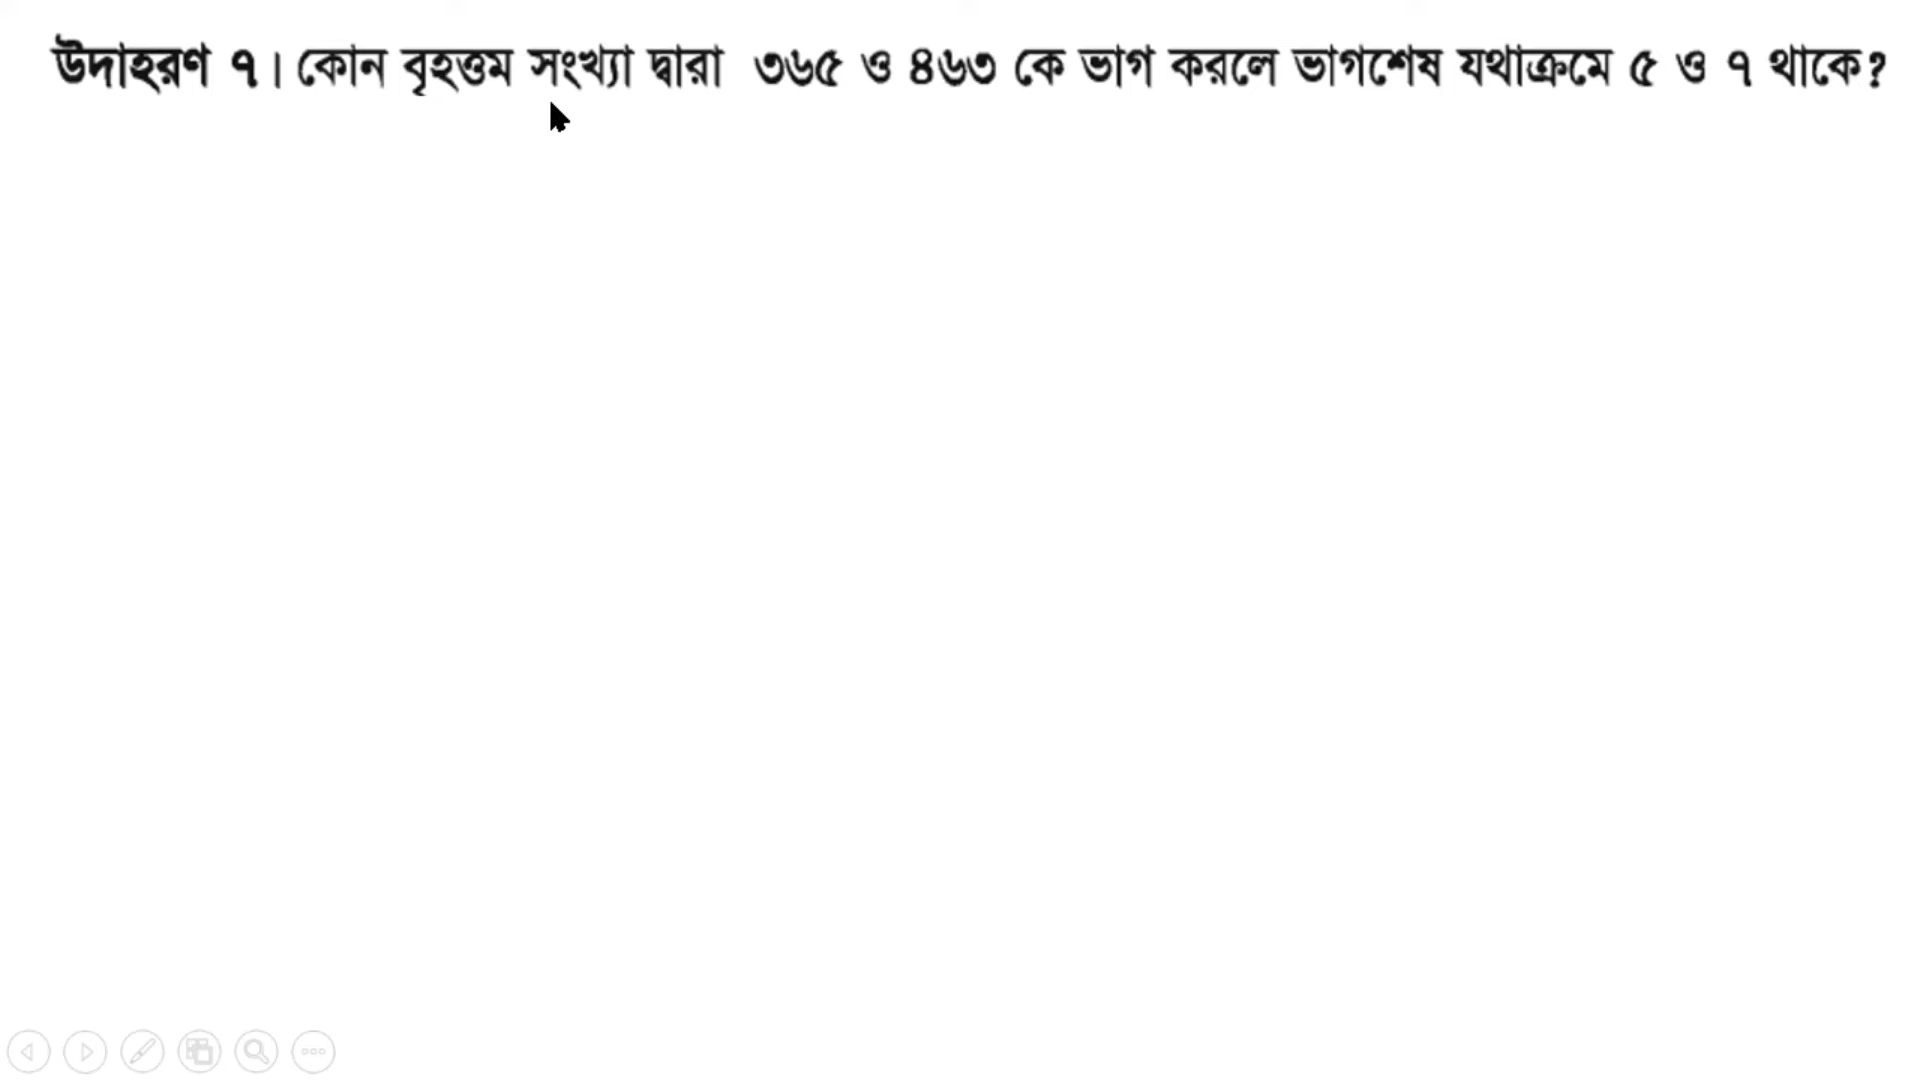 উদাহরণ ৭। কোন বৃহত্তম সংখ্যা দ্বারা ৩৬৫ ও ৪৬৩ কে ভাগ করলে ভাগশেষ যথাক্রমে ৫ ও ৭ থাকে?